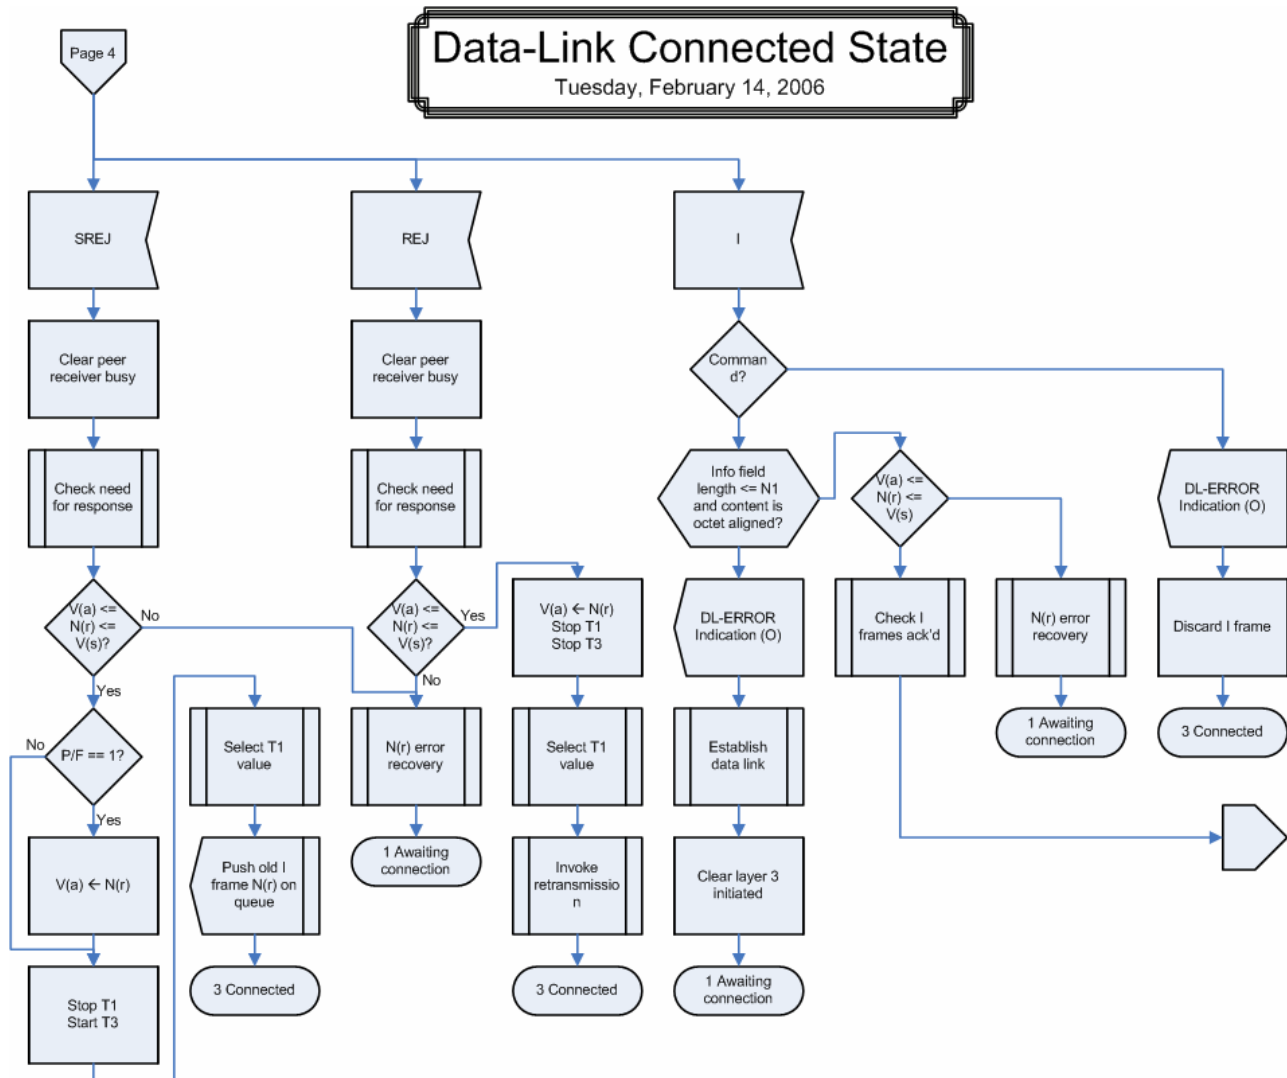 Data-Link Connected State
Tuesday, February 14, 2006
Page 4
SREJ
REJ
I
Clear peer
receiver busy
Clear peer
receiver busy
Comman
d?
Check need
for response
Check need
for response
Info field
length <= N1
and content is
octet aligned?
V(a) <=
N(r) <=
V(s)
DL-ERROR
Indication (O)
V(a) <=
N(r) <=
V(s)?
No
Yes
V(a) <=
N(r) <=
V(s)?
Yes
No
V(a) ← N(r)
Stop T1
Stop T3
DL-ERROR
Indication (O)
Check I
frames ack'd
N(r) error
recovery
Discard I frame
P/F == 1?
No
Yes
Select T1
value
N(r) error
recovery
Select T1
value
Establish
data link
1 Awaiting
connection
3 Connected
V(a) ← N(r)
Push old I
frame N(r) on
queue
1 Awaiting
connection
Invoke
retransmissio
n
Clear layer 3
initiated
Stop T1
Start T3
3 Connected
3 Connected
1 Awaiting
connection